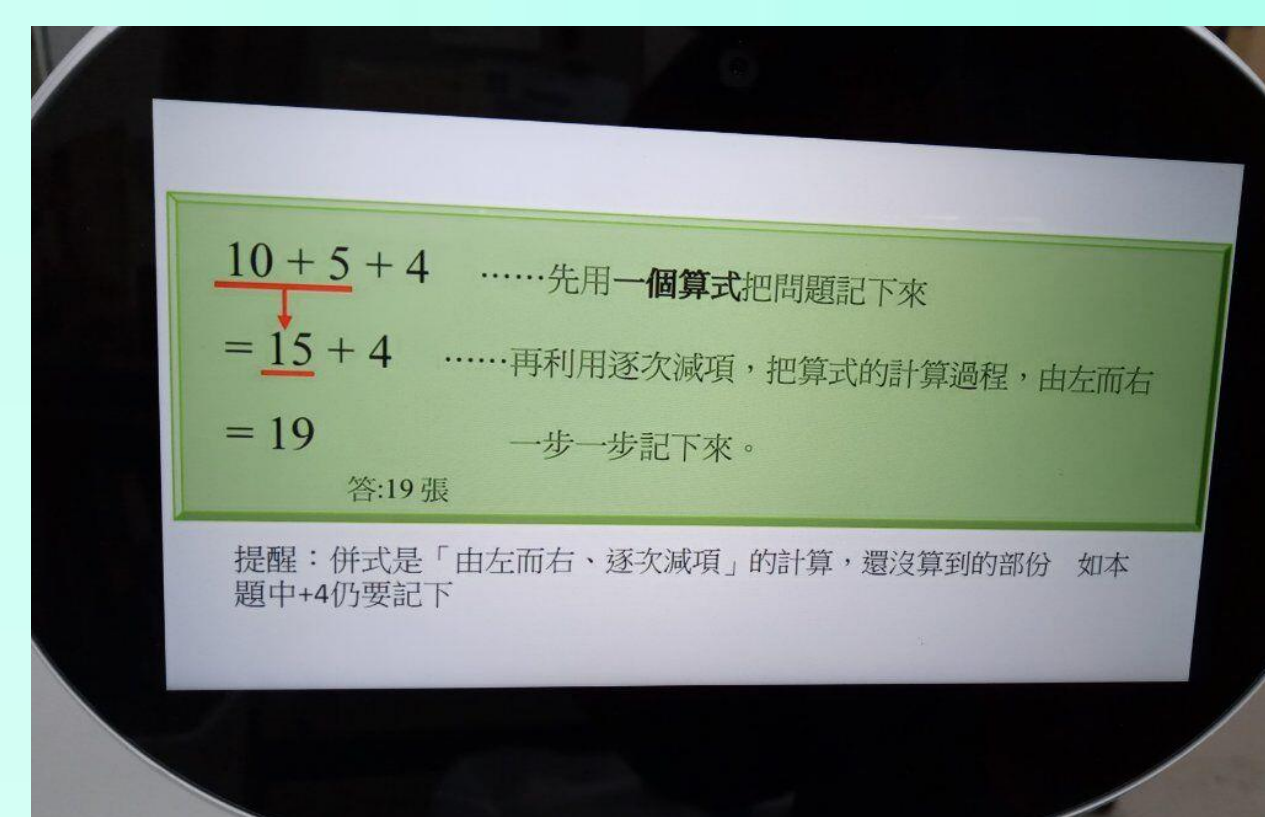 10 + 5 + 4 ……先用一個算式把問題記下來
= 15 + 4 ……再利用逐次減項，把算式的計算過程，由左而右
= 19 一步一步記下來。
答:19 張
提醒：併式是「由左而右、逐次減項」的計算，還沒算到的部份 如本
題中+4仍要記下